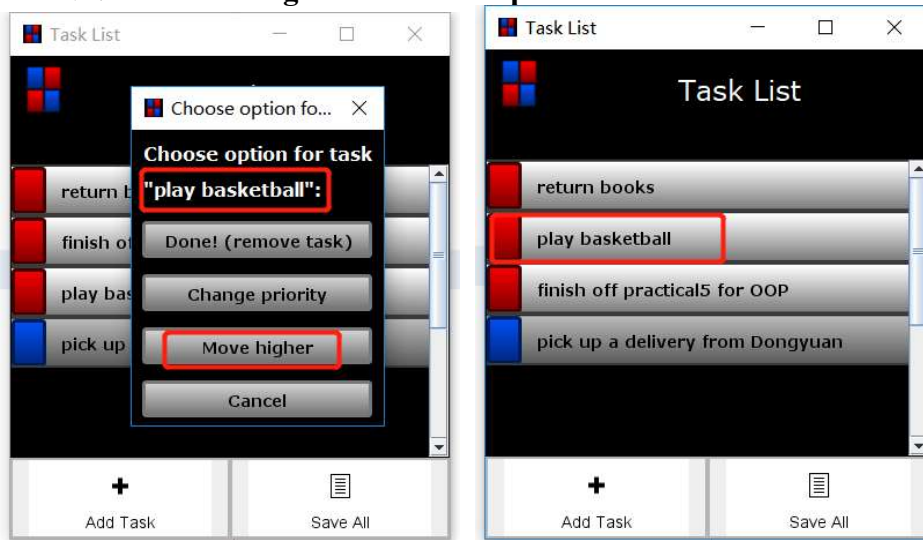 Task List
Choose option fo...
Choose option for task
"play basketball":
return b
finish of
play bas
pick up
Done! (remove task)
Change priority
Move higher
Cancel
Add Task
Save All
Task List
Task List
return books
play basketball
finish off practical5 for OOP
pick up a delivery from Dongyuan
Add Task
Save All